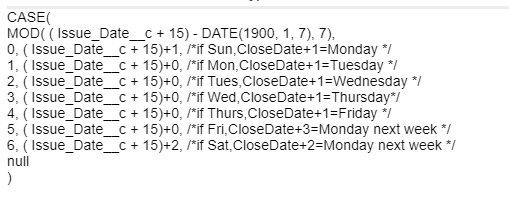 CASE(
MOD( ( Issue_Date__c + 15) - DATE(1900, 1, 7), 7),
0, ( Issue_Date__c + 15)+1, /*if Sun,CloseDate+1=Monday */
1, ( Issue_Date__c + 15)+0, /*if Mon,CloseDate+1=Tuesday */
2, ( Issue_Date__c + 15)+0, /*if Tues,CloseDate+1=Wednesday */
3, ( Issue_Date__c + 15)+0, /*if Wed,CloseDate+1=Thursday*/
4, ( Issue_Date__c + 15)+0, /*if Thurs,CloseDate+1=Friday */
5, ( Issue_Date__c + 15)+0, /*if Fri,CloseDate+3=Monday next week */
6, ( Issue_Date__c + 15)+2, /*if Sat,CloseDate+2=Monday next week */
null
)